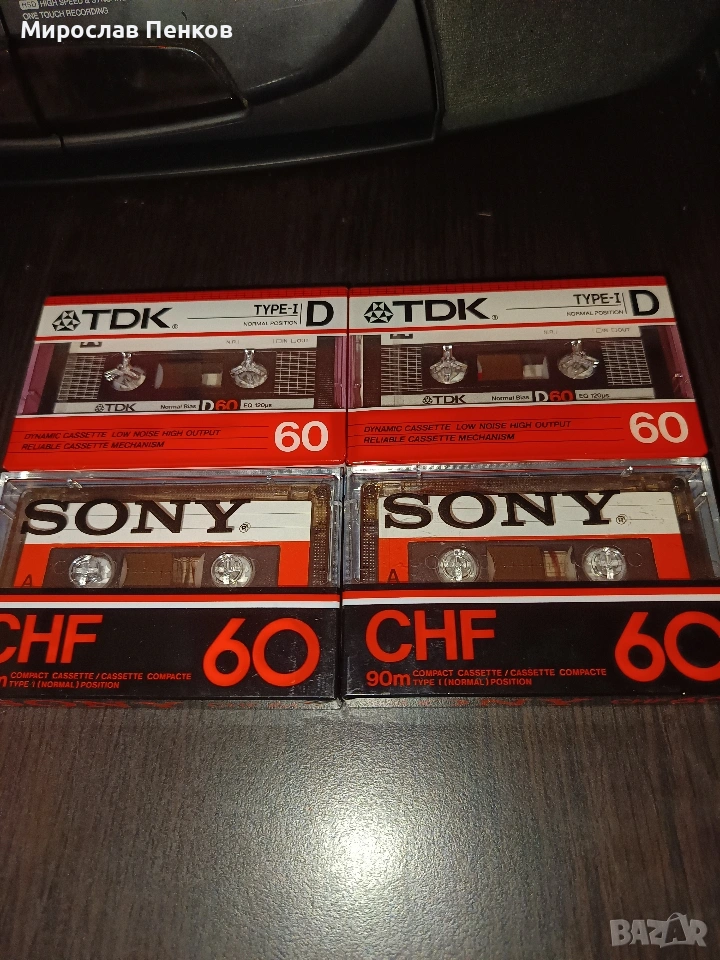 HIGH SPEED &
ONE TOUCH RECORDING
Мирослав Пенков
TDK® TYPE-I D
NORMAL POSITION
TDK Normal Bias D60 EQ 120μs
DYNAMIC CASSETTE LOW NOISE HIGH OUTPUT
RELIABLE CASSETTE MECHANISM
60
TDK® TYPE-I D
NORMAL POSITION
TDK Normal Bias D60 EQ 120μs
DYNAMIC CASSETTE LOW NOISE HIGH OUTPUT
RELIABLE CASSETTE MECHANISM
60
SONY®
A
CHF 60
COMPACT CASSETTE / CASSETTE COMPACTE
TYPE I (NORMAL) POSITION
SONY®
A
CHF 60
90m COMPACT CASSETTE / CASSETTE COMPACTE
TYPE I (NORMAL) POSITION
BAZAR